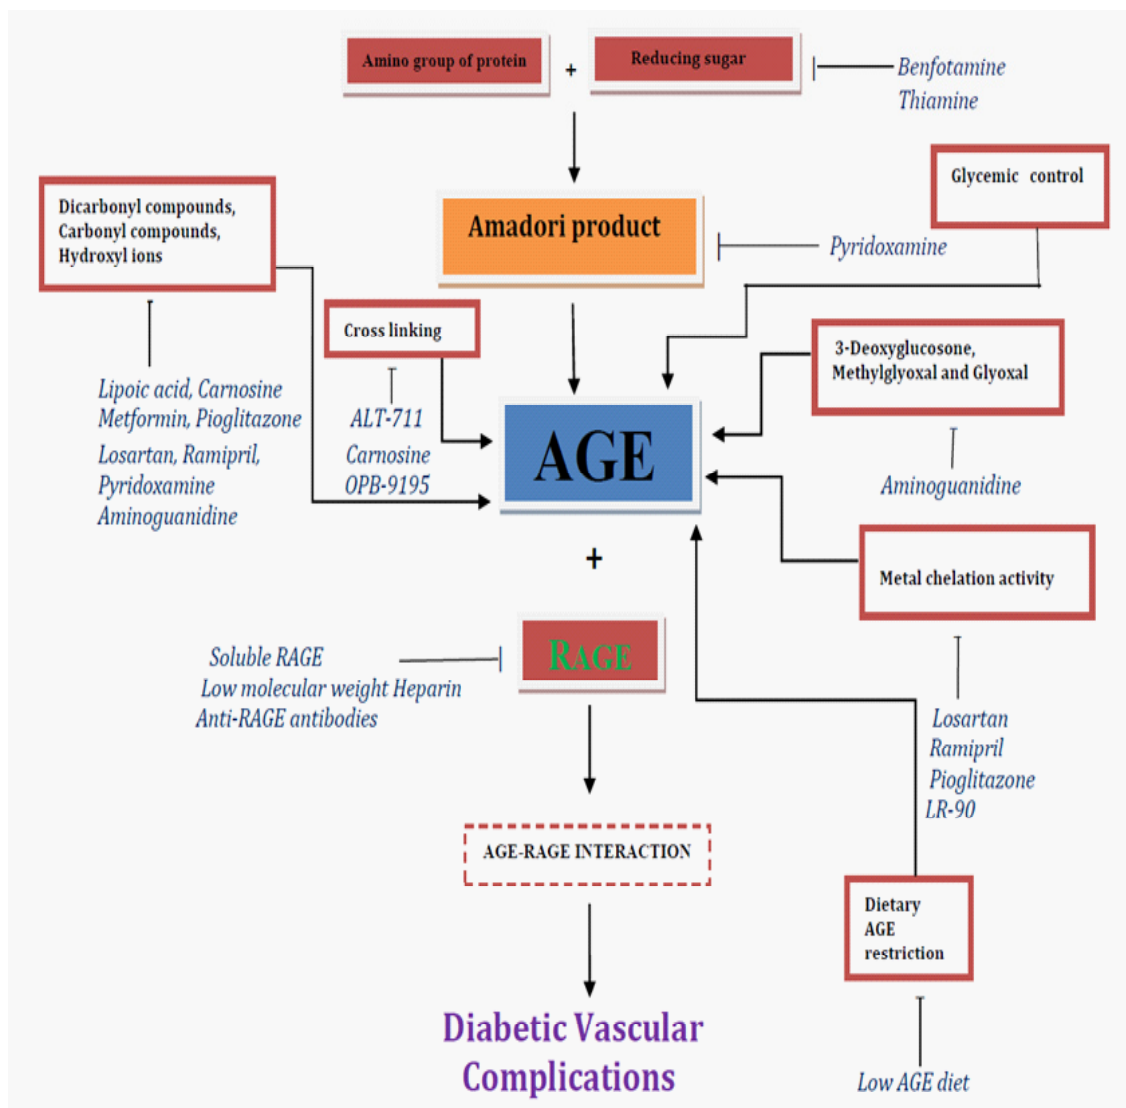 Amino group of protein
+
Reducing sugar
Benfotamine
Thiamine
Glycemic control
Dicarbonyl compounds,
Carbonyl compounds,
Hydroxyl ions
Amadori product
Pyridoxamine
Cross linking
3-Deoxyglucosone,
Methylglyoxal and Glyoxal
Lipoic acid, Carnosine
Metformin, Pioglitazone
Losartan, Ramipril,
Pyridoxamine
Aminoguanidine
ALT-711
Carnosine
OPB-9195
AGE
Aminoguanidine
+
Metal chelation activity
RAGE
Soluble RAGE
Low molecular weight Heparin
Anti-RAGE antibodies
Losartan
Ramipril
Pioglitazone
LR-90
AGE-RAGE INTERACTION
Dietary
AGE
restriction
Diabetic Vascular
Complications
Low AGE diet